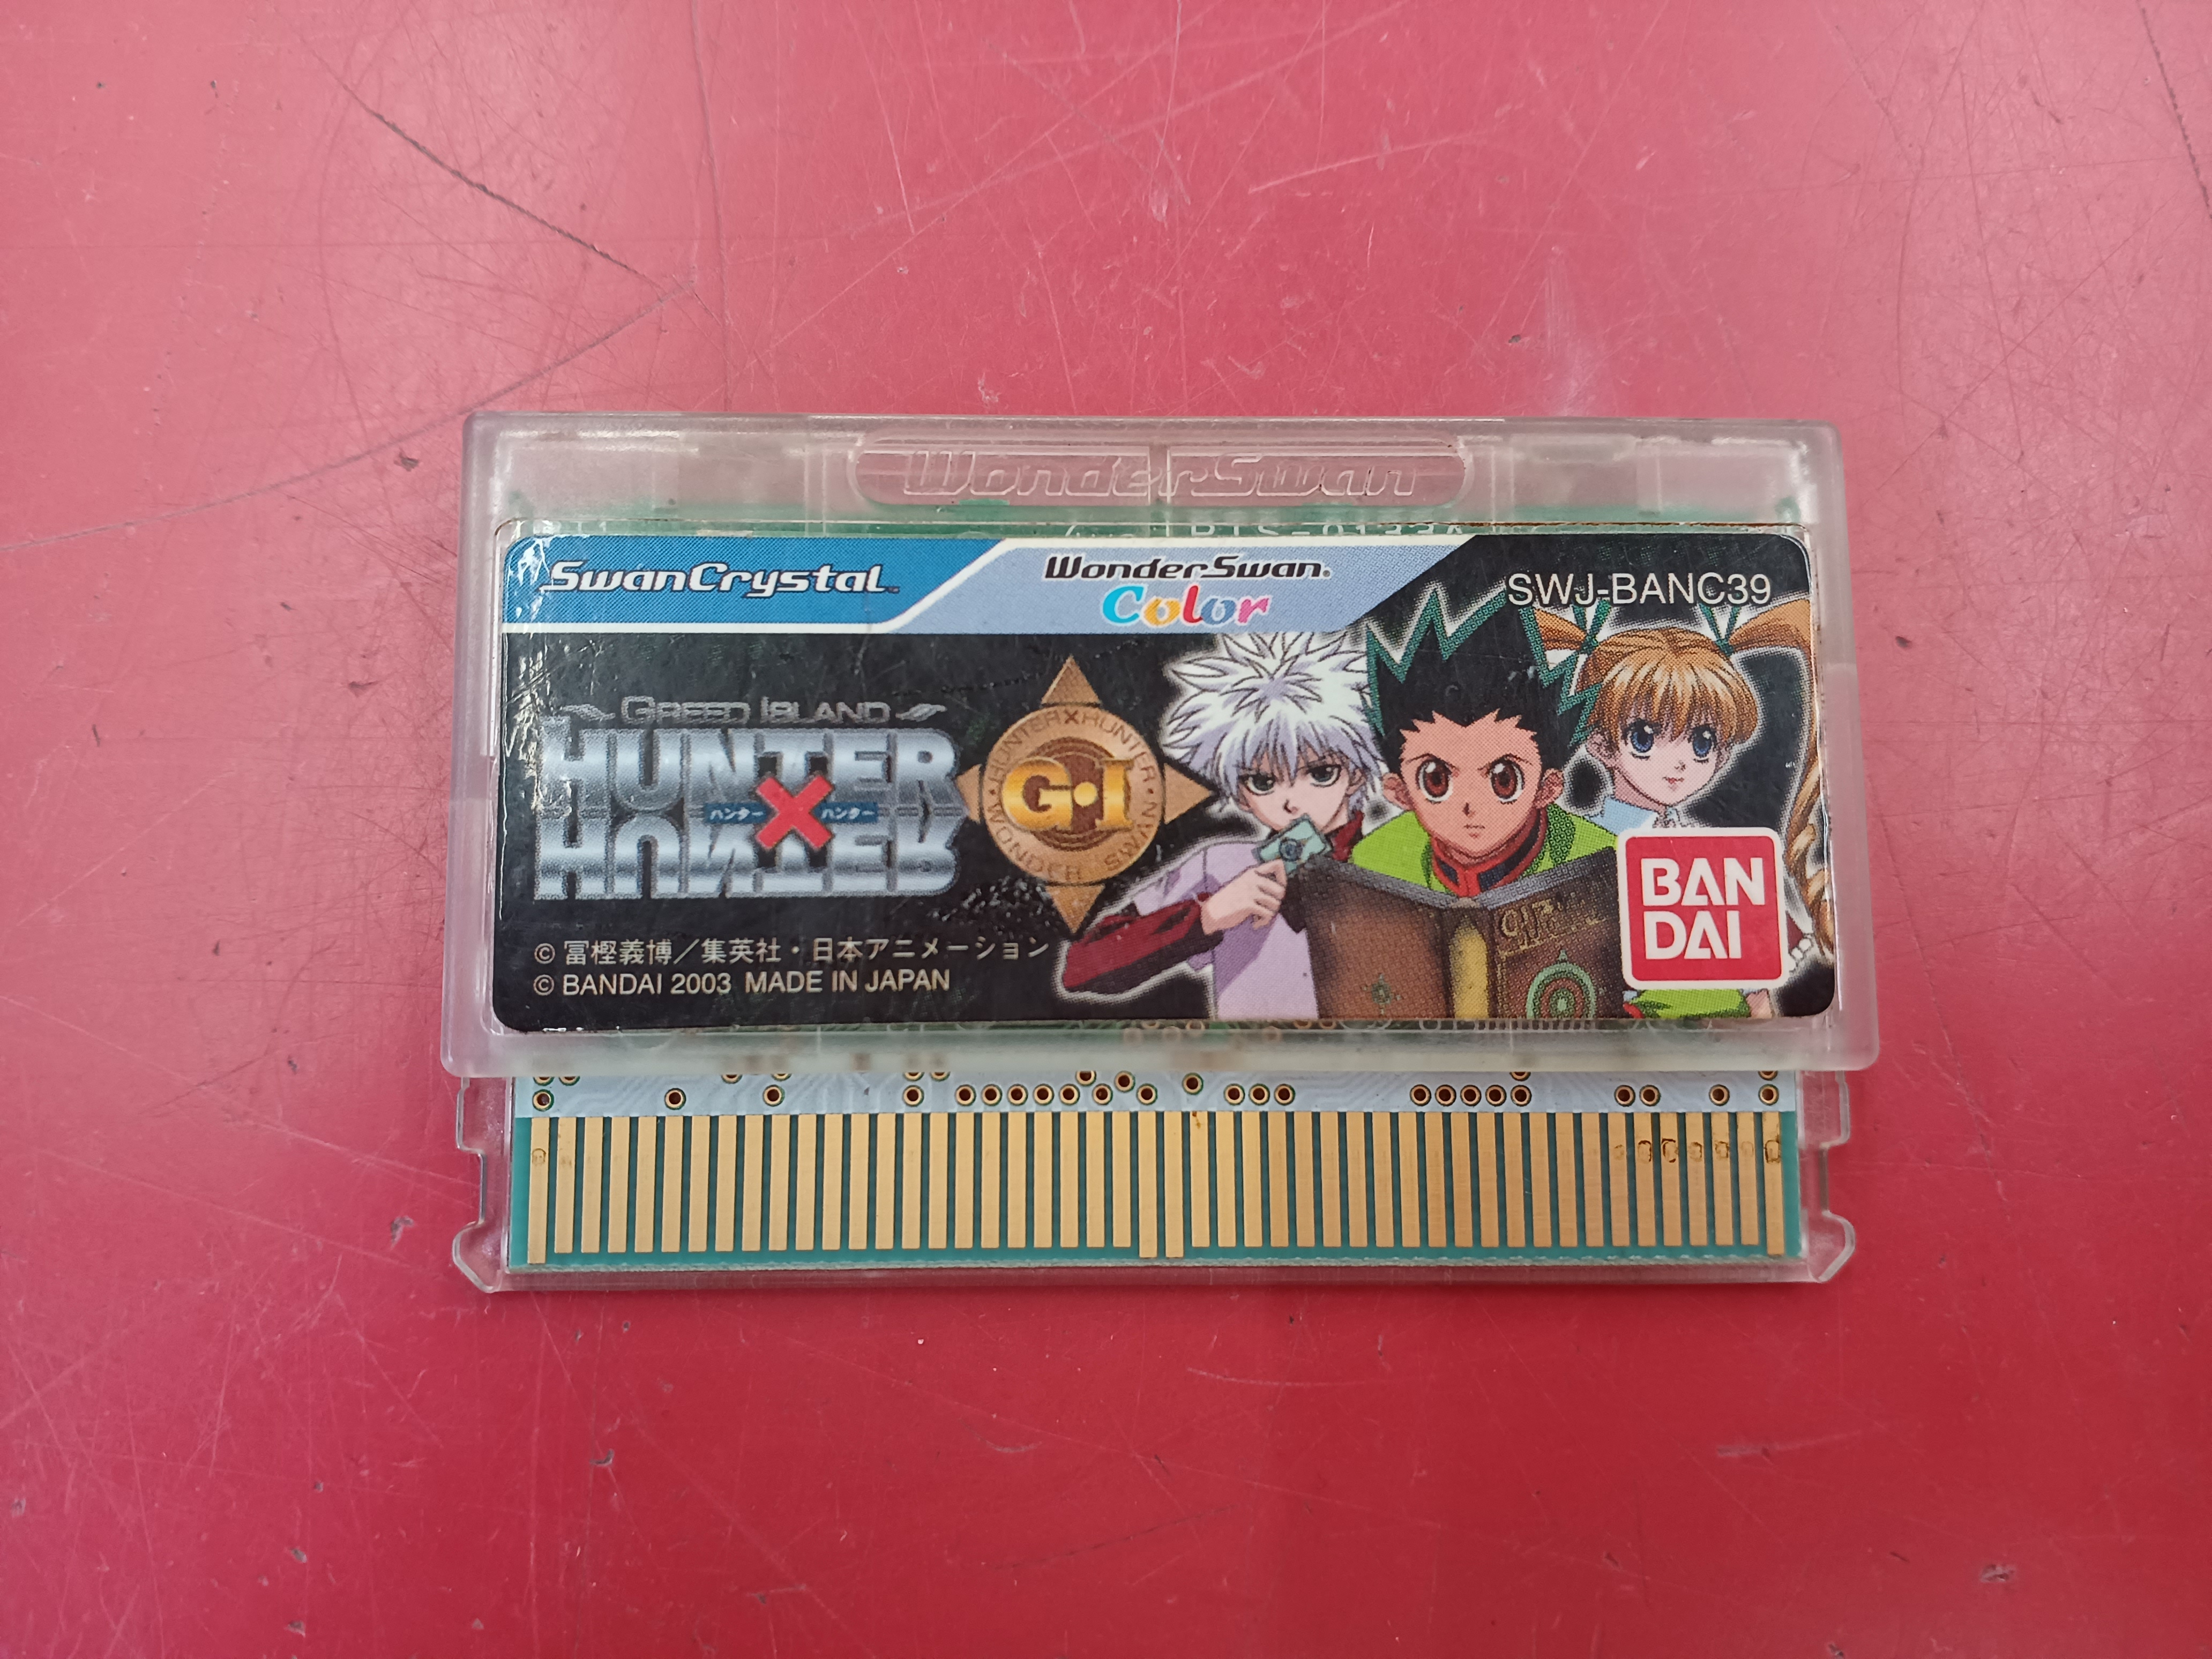 WonderSwan
SwanCrystal
WonderSwan
Color
SWJ-BANC39
GREED ISLAND
HUNTER
ハンター×ハンター
HUNTER
HUNTER×HUNTER
G・I
WONDER SWAN
BAN
DAI
© 冨樫義博／集英社・日本アニメーション
© BANDAI 2003 MADE IN JAPAN